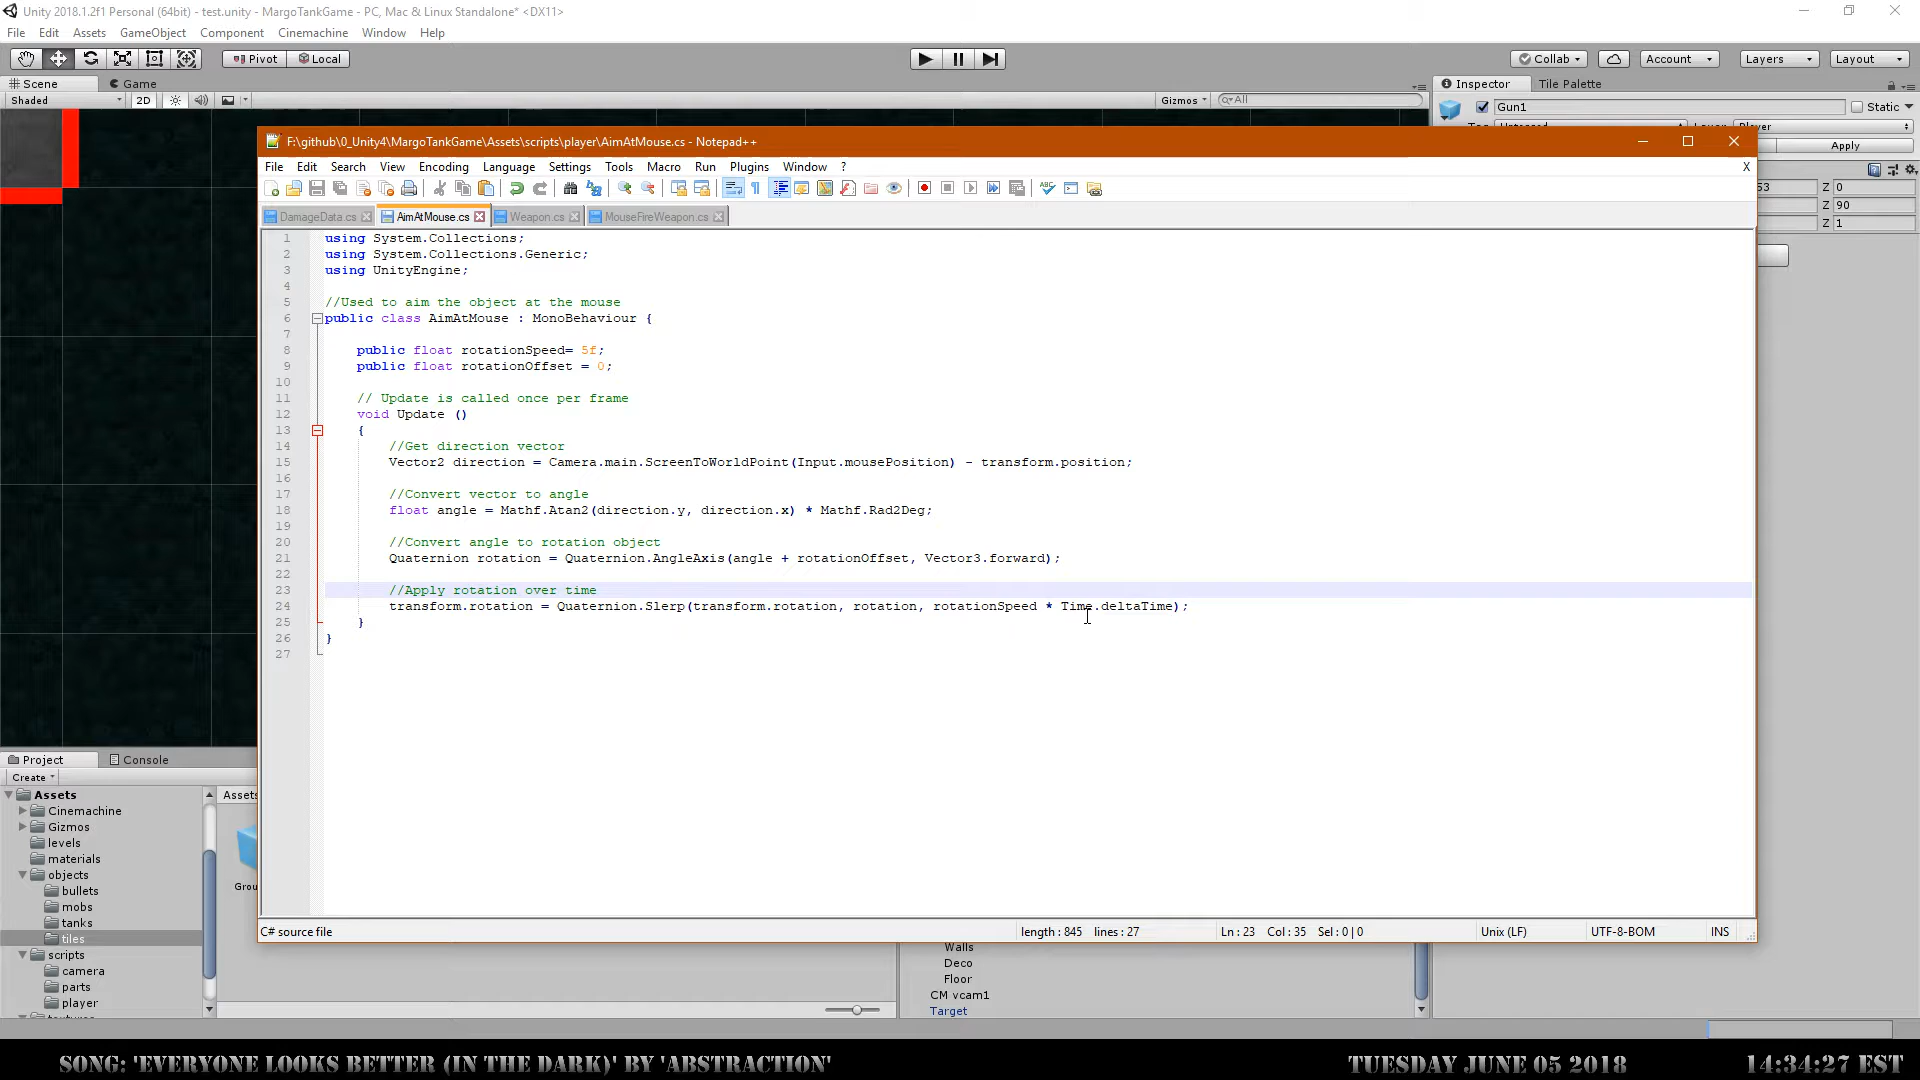 Unity 2018.1.2f1 Personal (64bit) - test.unity - MargoTankGame - PC, Mac & Linux Standalone* <DX11>
File Edit Assets GameObject Component Cinemachine Window Help
Pivot Local Collab Account Layers Layout
Scene Game Inspector Tile Palette
Shaded 2D Gizmos All
Gun1 Static
Player
F:\github\0_Unity4\MargoTankGame\Assets\scripts\player\AimAtMouse.cs - Notepad++
Apply
File Edit Search View Encoding Language Settings Tools Macro Run Plugins Window ? X
53 Z 0
Z 90
Z 1
DamageData.cs AimAtMouse.cs Weapon.cs MouseFireWeapon.cs
1 using System.Collections;
2 using System.Collections.Generic;
3 using UnityEngine;
4
5 //Used to aim the object at the mouse
6 public class AimAtMouse : MonoBehaviour {
7
8 public float rotationSpeed= 5f;
9 public float rotationOffset = 0;
10
11 // Update is called once per frame
12 void Update ()
13 {
14 //Get direction vector
15 Vector2 direction = Camera.main.ScreenToWorldPoint(Input.mousePosition) - transform.position;
16
17 //Convert vector to angle
18 float angle = Mathf.Atan2(direction.y, direction.x) * Mathf.Rad2Deg;
19
20 //Convert angle to rotation object
21 Quaternion rotation = Quaternion.AngleAxis(angle + rotationOffset, Vector3.forward);
22
23 //Apply rotation over time
24 transform.rotation = Quaternion.Slerp(transform.rotation, rotation, rotationSpeed * Time.deltaTime);
25 }
26 }
27
Project Console
Create
Assets
Assets
Cinemachine
Gizmos
levels
materials
objects
bullets
mobs
tanks
tiles
scripts
camera
parts
player
Grou
C# source file length : 845 lines : 27 Ln : 23 Col : 35 Sel : 0 | 0 Unix (LF) UTF-8-BOM INS
Walls
Deco
Floor
CM vcam1
Target
SONG: 'EVERYONE LOOKS BETTER (IN THE DARK)' BY 'ABSTRACTION' TUESDAY JUNE 05 2018 14:34:27 EST